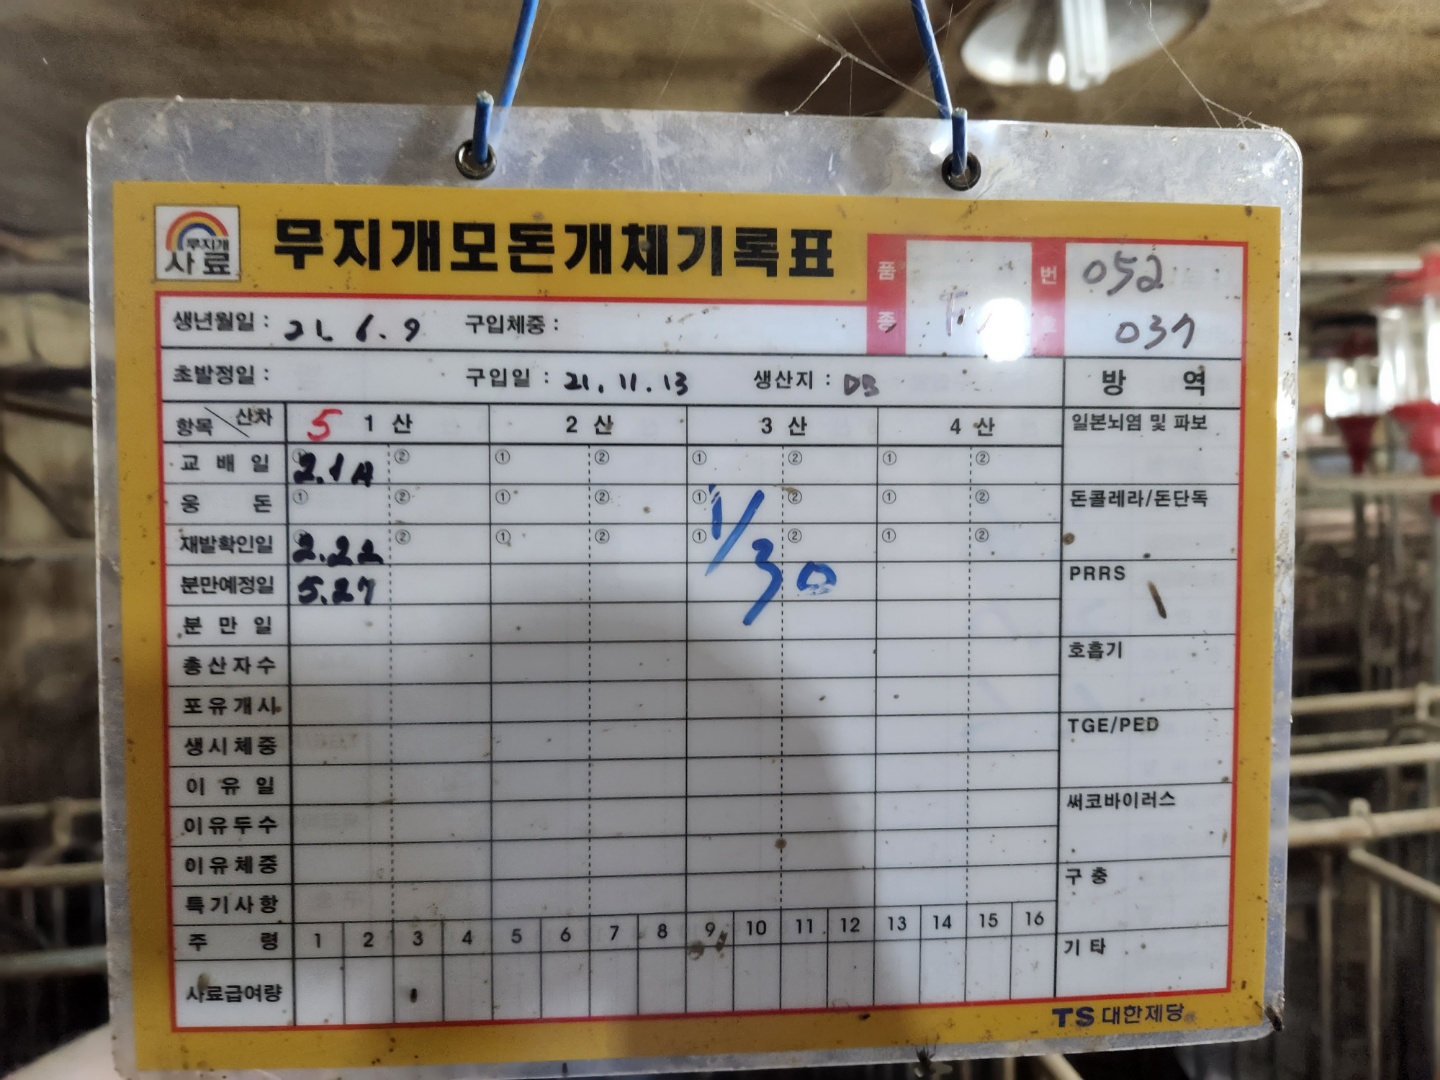 무지개
사료
무지개모돈개체기록표
품종
번호
052
037
생년월일 : 21. 6. 9 구입체중 :
초발정일 : 구입일 : 21. 11. 13 생산지 : DB
방 역
항목 산차 5 1 산 2 산 3 산 4 산
일본뇌염 및 파보
교 배 일 ① ② ① ② ① ② ① ②
웅 돈 ① ② ① ② ① ② ① ②
돈콜레라/돈단독
재발확인일 ① 2.22 ② ① ② ① ② ① ②
1/30
분만예정일 5.27
PRRS
분 만 일
총산자수
호흡기
포유개시
생시체중
TGE/PED
이 유 일
이유두수
써코바이러스
이유체중
특기사항
구 충
주 령 1 2 3 4 5 6 7 8 9 10 11 12 13 14 15 16
기 타
사료급여량
TS 대한제당